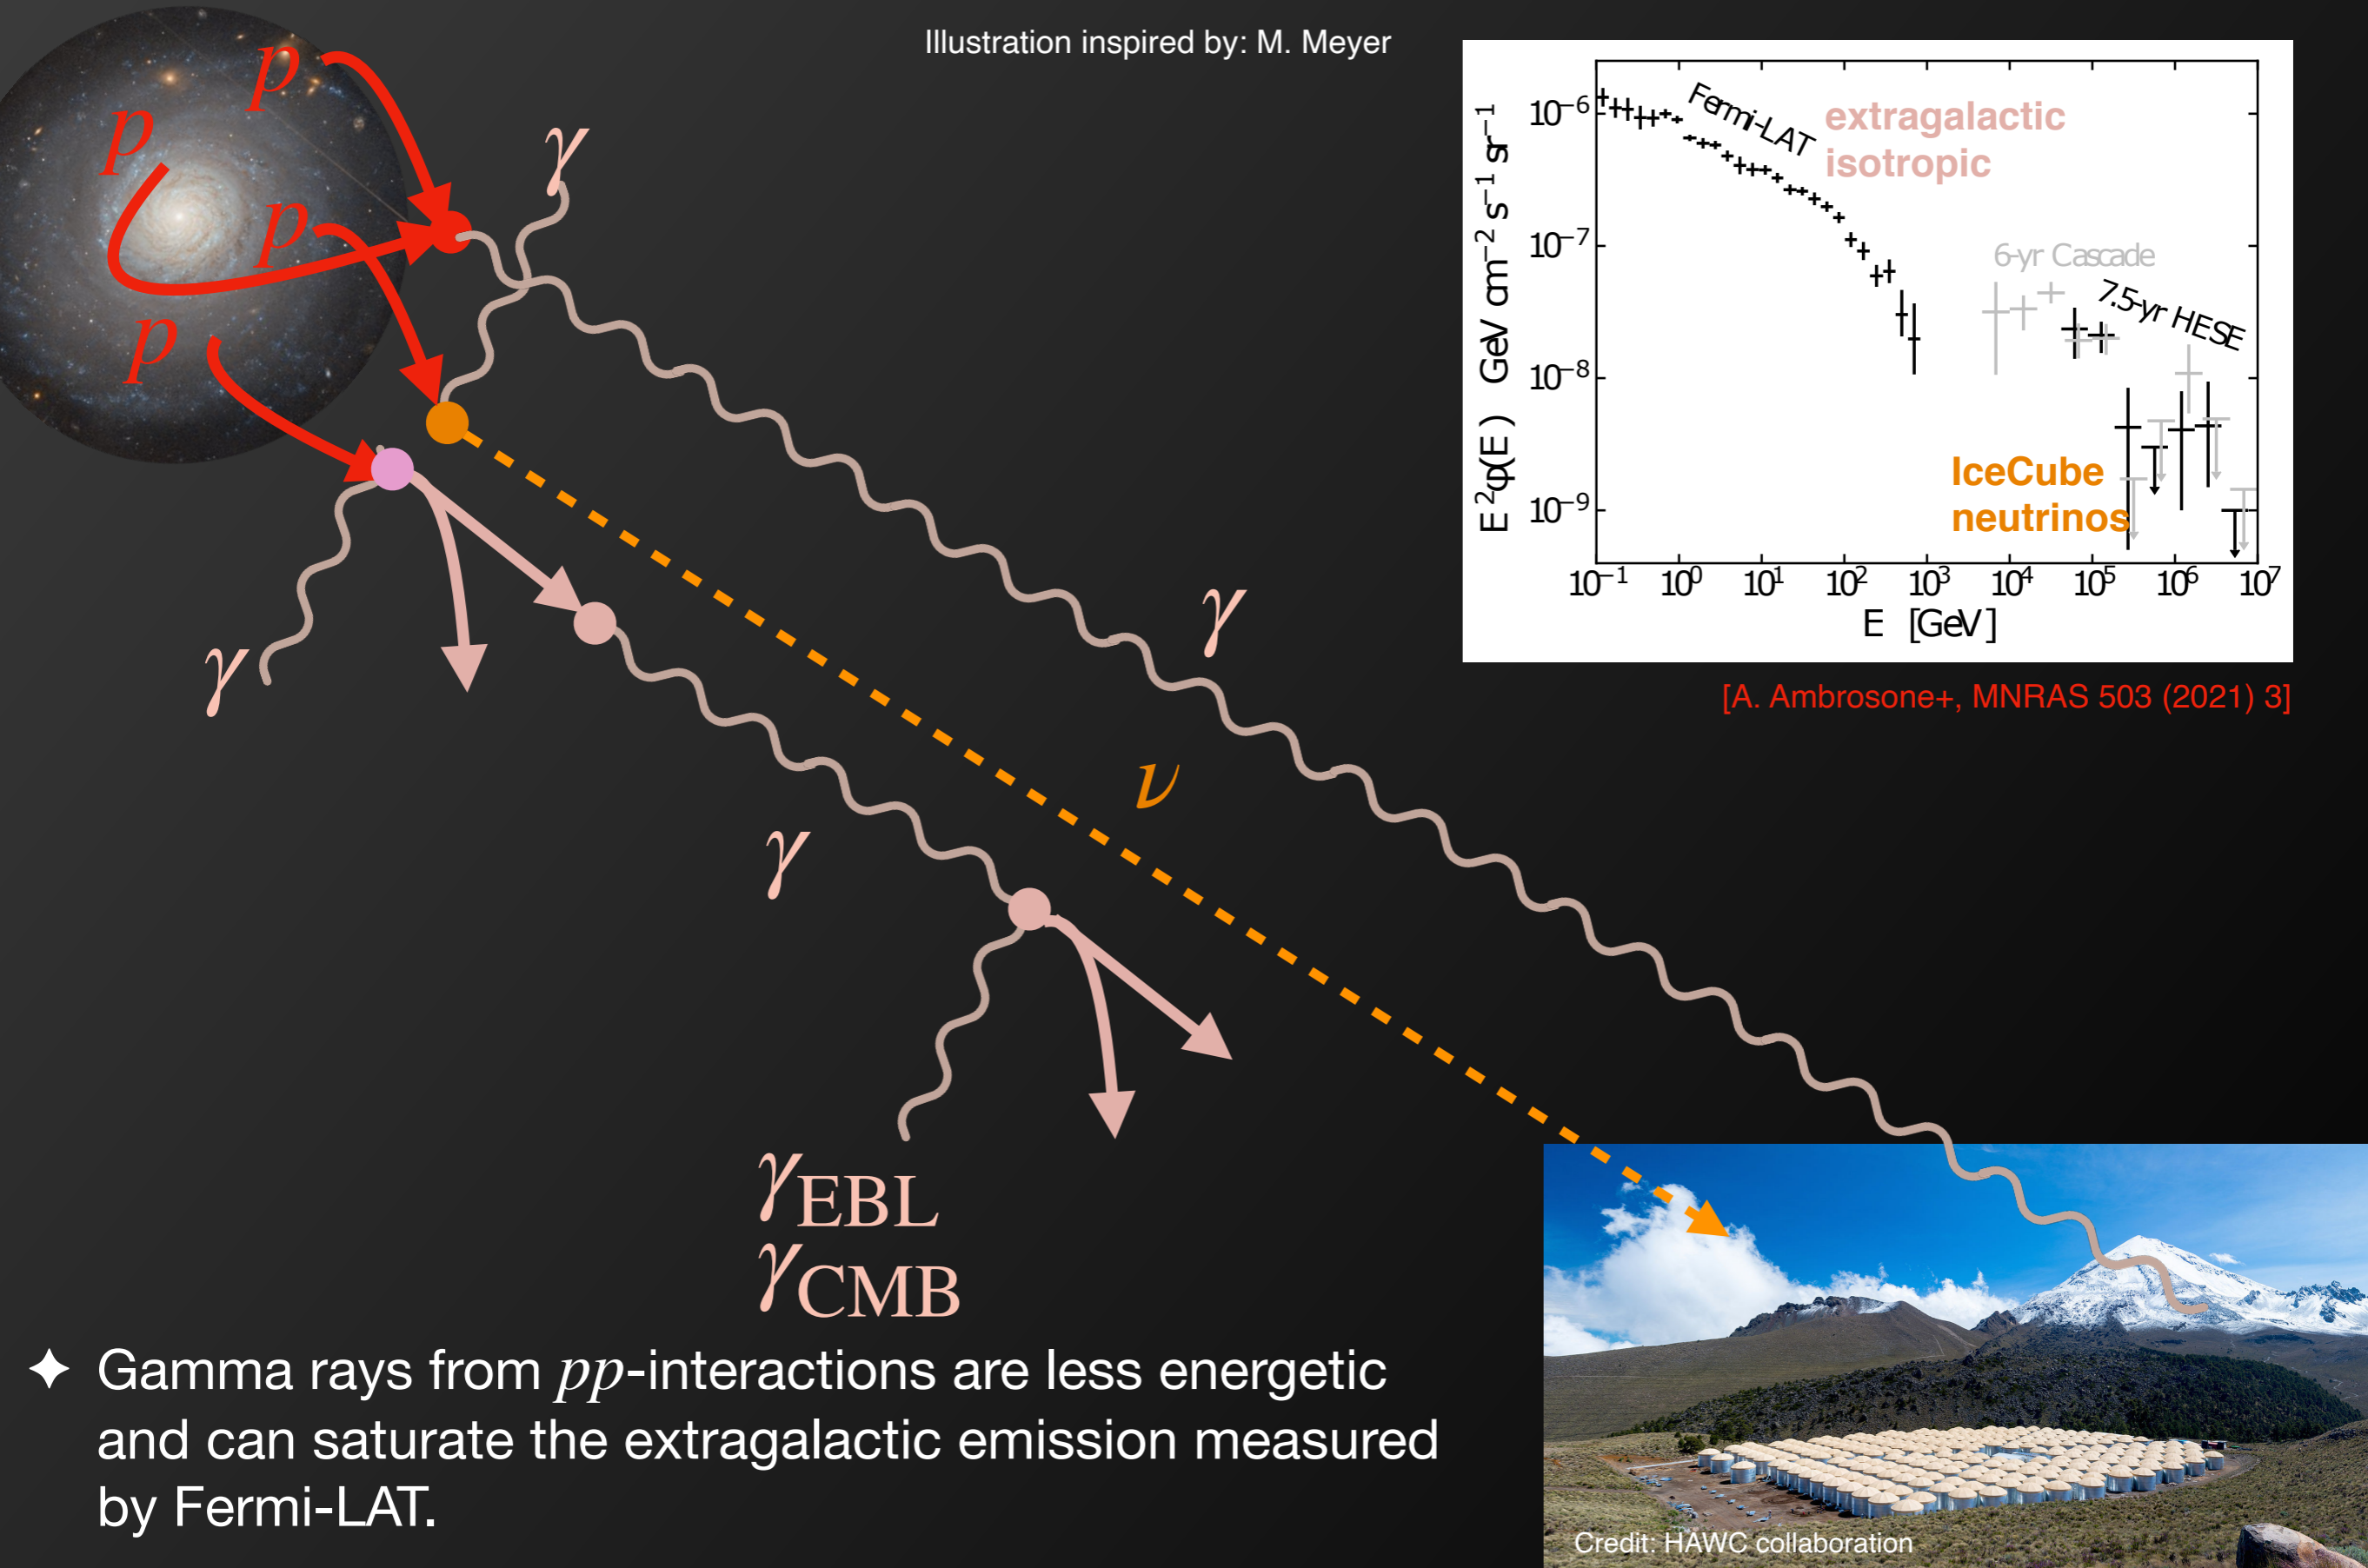 Illustration inspired by: M. Meyer
p
p
p
p
γ
γ
γ
ν
γ
γEBL
γCMB
E²φ(E) GeV cm⁻² s⁻¹ sr⁻¹
10⁻⁶
10⁻⁷
10⁻⁸
10⁻⁹
Fermi-LAT
extragalactic
isotropic
6-yr Cascade
7.5-yr HESE
IceCube
neutrinos
10⁻¹ 10⁰ 10¹ 10² 10³ 10⁴ 10⁵ 10⁶ 10⁷
E [GeV]
[A. Ambrosone+, MNRAS 503 (2021) 3]
✦ Gamma rays from pp-interactions are less energetic
and can saturate the extragalactic emission measured
by Fermi-LAT.
Credit: HAWC collaboration